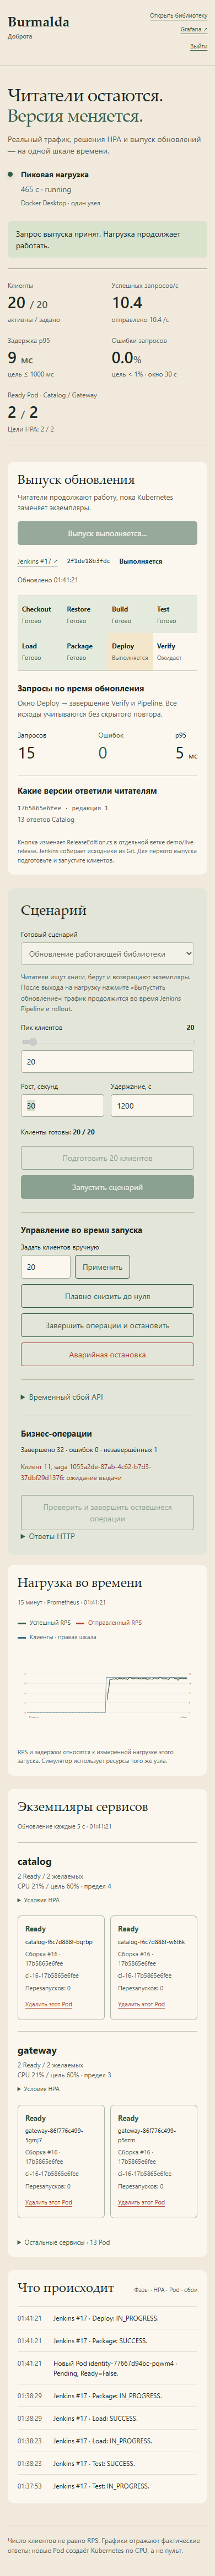 Burmalda
Доброта
Открыть библиотеку
Grafana ↗
Выйти
Читатели остаются.
Версия меняется.
Реальный трафик, решения HPA и выпуск обновлений
— на одной шкале времени.
Пиковая нагрузка
465 с · running
Docker Desktop · один узел
Запрос выпуска принят. Нагрузка продолжает
работать.
Клиенты
20 / 20
активны / задано
Успешных запросов/с
10.4
отправлено 10.4 /с
Задержка p95
9 мс
цель ≤ 1000 мс
Ошибки запросов
0.0%
цель < 1% · окно 30 с
Ready Pod · Catalog / Gateway
2 / 2
Цели HPA: 2 / 2
Выпуск обновления
Читатели продолжают работу, пока Kubernetes
заменяет экземпляры.
Выпуск выполняется…
Jenkins #17 ↗ 2f1de18b3fdc Выполняется
Обновлено 01:41:21
Checkout Restore Build Test
Готово Готово Готово Готово
Load Package Deploy Verify
Готово Готово Выполняется Ожидает
Запросы во время обновления
Окно Deploy → завершение Verify и Pipeline. Все
исходы учитываются без скрытого повтора.
Запросов Ошибок p95
15 0 5 мс
Какие версии ответили читателям
17b5865e6fee · редакция 1
13 ответов Catalog
Кнопка изменяет ReleaseEdition.cs в отдельной ветке demo/live-
release. Jenkins собирает исходники из Git. Для первого выпуска
подготовьте и запустите клиентов.
Сценарий
Готовый сценарий
Обновление работающей библиотеки
Читатели ищут книги, берут и возвращают экземпляры.
После выхода на нагрузку нажмите «Выпустить
обновление»: трафик продолжится во время Jenkins
Pipeline и rollout.
Пик клиентов 20
20
Рост, секунд Удержание, с
30 1200
Клиенты готовы: 20 / 20
Подготовить 20 клиентов
Запустить сценарий
Управление во время запуска
Задать клиентов вручную
20 Применить
Плавно снизить до нуля
Завершить операции и остановить
Аварийная остановка
▶ Временный сбой API
Бизнес-операции
Завершено 32 · ошибок 0 · незавершённых 1
Клиент 11, saga 1055a2de-87ab-4c62-b7d3-
37dbf29d1376: ожидание выдачи
Проверить и завершить оставшиеся
операции
▶ Ответы HTTP
Нагрузка во времени
15 минут · Prometheus · 01:41:21
Успешный RPS Отправленный RPS
Клиенты · правая шкала
RPS и задержки относятся к измеренной нагрузке этого
запуска. Симулятор использует ресурсы того же узла.
Экземпляры сервисов
Обновление каждые 5 с · 01:41:21
catalog
2 Ready / 2 желаемых
CPU 21% / цель 60% · предел 4
▶ Условия HPA
Ready
catalog-f6c7d888f-bqrbp
Сборка #16 ·
17b5865e6fee
ci-16-17b5865e6fee
Перезапусков: 0
Удалить этот Pod
Ready
catalog-f6c7d888f-w6t6k
Сборка #16 ·
17b5865e6fee
ci-16-17b5865e6fee
Перезапусков: 0
Удалить этот Pod
gateway
2 Ready / 2 желаемых
CPU 21% / цель 60% · предел 3
▶ Условия HPA
Ready
gateway-86f776c499-
5gmj7
Сборка #16 ·
17b5865e6fee
ci-16-17b5865e6fee
Перезапусков: 0
Удалить этот Pod
Ready
gateway-86f776c499-
p5szm
Сборка #16 ·
17b5865e6fee
ci-16-17b5865e6fee
Перезапусков: 0
Удалить этот Pod
▶ Остальные сервисы · 13 Pod
Что происходит
Фазы · HPA · Pod · сбои
01:41:21 Jenkins #17 · Deploy: IN_PROGRESS.
01:41:21 Jenkins #17 · Package: SUCCESS.
01:41:21 Новый Pod identity-77667d94bc-pqwm4 ·
Pending, Ready=False.
01:38:29 Jenkins #17 · Package: IN_PROGRESS.
01:38:29 Jenkins #17 · Load: SUCCESS.
01:38:23 Jenkins #17 · Load: IN_PROGRESS.
01:38:23 Jenkins #17 · Test: SUCCESS.
01:37:53 Jenkins #17 · Test: IN_PROGRESS.
Число клиентов не равно RPS. Графики отражают фактические
ответы; новые Pod создаёт Kubernetes по CPU, а не пульт.